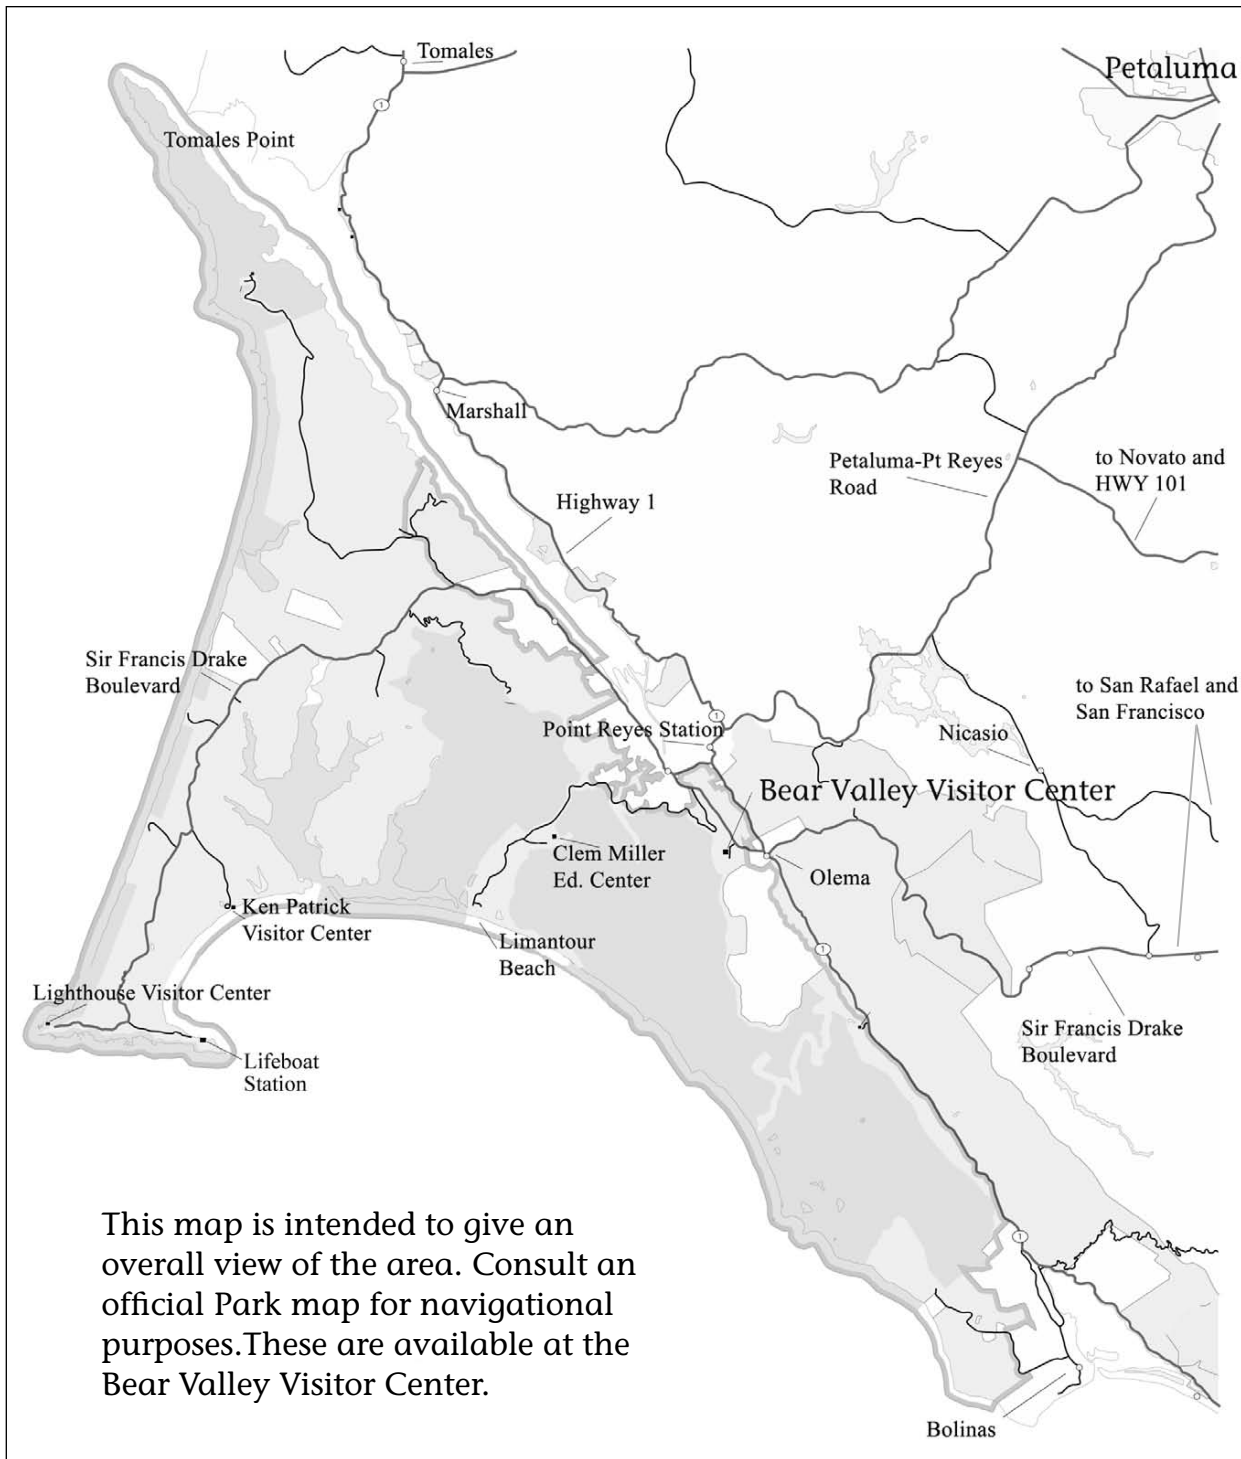 Tomales
Petaluma
1
Tomales Point
Marshall
Petaluma-Pt Reyes
Road
to Novato and
HWY 101
Highway 1
Sir Francis Drake
Boulevard
to San Rafael and
San Francisco
1
Point Reyes Station
Nicasio
Bear Valley Visitor Center
Clem Miller
Ed. Center
Olema
Ken Patrick
Visitor Center
Limantour
Beach
1
Lighthouse Visitor Center
Sir Francis Drake
Boulevard
Lifeboat
Station
This map is intended to give an
overall view of the area. Consult an
official Park map for navigational
purposes.These are available at the
Bear Valley Visitor Center.
1
Bolinas